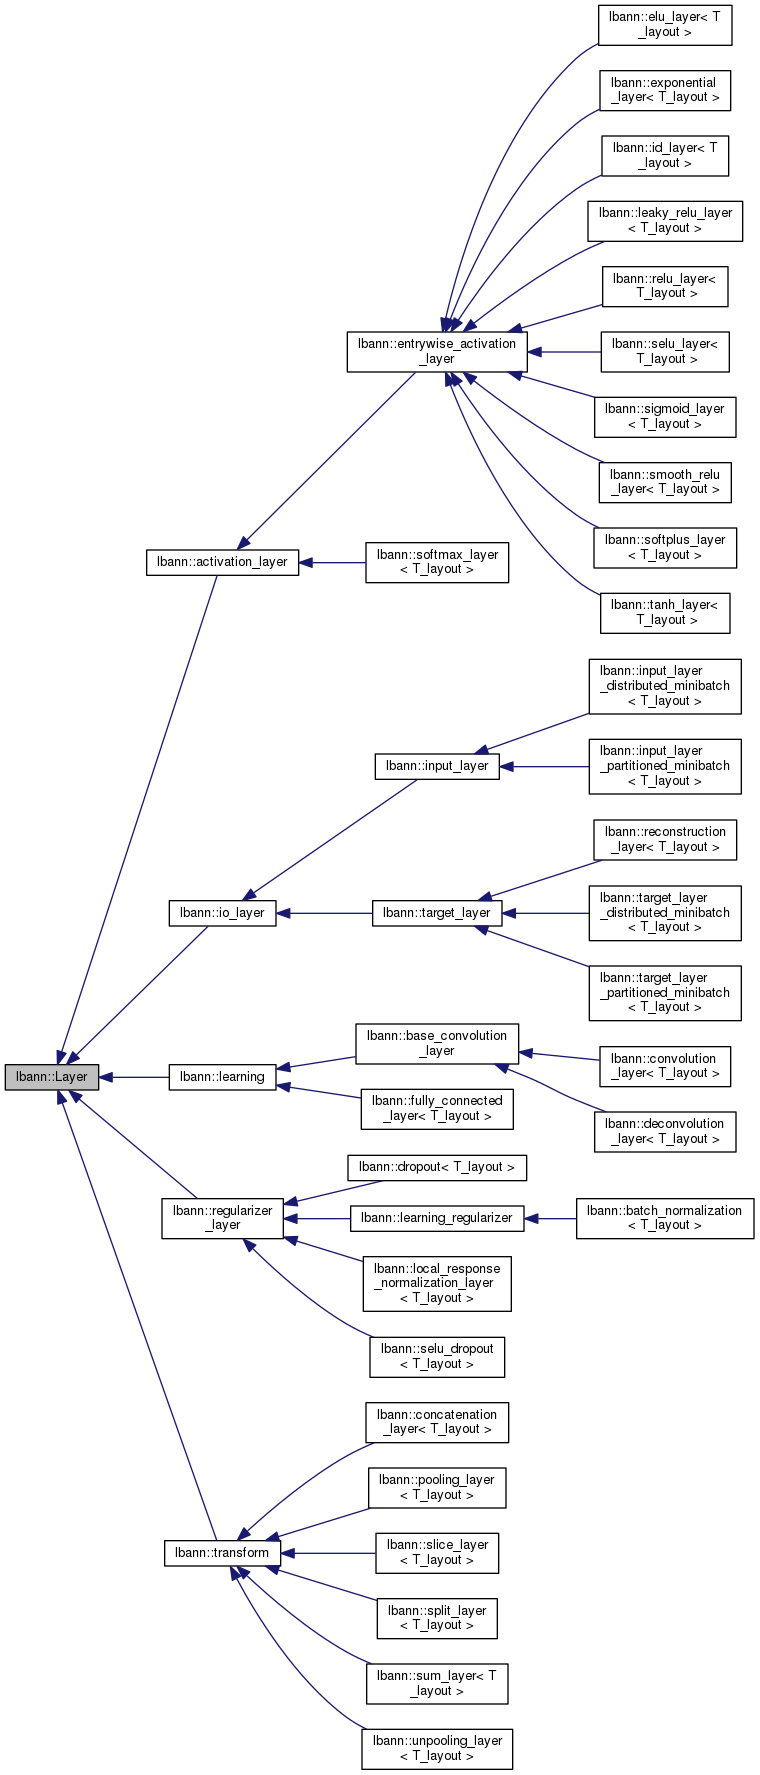 lbann::elu_layer< T
_layout >
lbann::exponential
_layer< T_layout >
lbann::id_layer< T
_layout >
lbann::leaky_relu_layer
< T_layout >
lbann::relu_layer<
T_layout >
lbann::entrywise_activation
_layer
lbann::selu_layer<
T_layout >
lbann::sigmoid_layer
< T_layout >
lbann::smooth_relu
_layer< T_layout >
lbann::softplus_layer
< T_layout >
lbann::activation_layer
lbann::softmax_layer
< T_layout >
lbann::tanh_layer<
T_layout >
lbann::input_layer
_distributed_minibatch
< T_layout >
lbann::input_layer
lbann::input_layer
_partitioned_minibatch
< T_layout >
lbann::reconstruction
_layer< T_layout >
lbann::io_layer
lbann::target_layer
lbann::target_layer
_distributed_minibatch
< T_layout >
lbann::target_layer
_partitioned_minibatch
< T_layout >
lbann::base_convolution
_layer
lbann::convolution
_layer< T_layout >
lbann::Layer
lbann::learning
lbann::fully_connected
_layer< T_layout >
lbann::deconvolution
_layer< T_layout >
lbann::dropout< T_layout >
lbann::regularizer
_layer
lbann::learning_regularizer
lbann::batch_normalization
< T_layout >
lbann::local_response
_normalization_layer
< T_layout >
lbann::selu_dropout
< T_layout >
lbann::concatenation
_layer< T_layout >
lbann::pooling_layer
< T_layout >
lbann::transform
lbann::slice_layer
< T_layout >
lbann::split_layer
< T_layout >
lbann::sum_layer< T
_layout >
lbann::unpooling_layer
< T_layout >